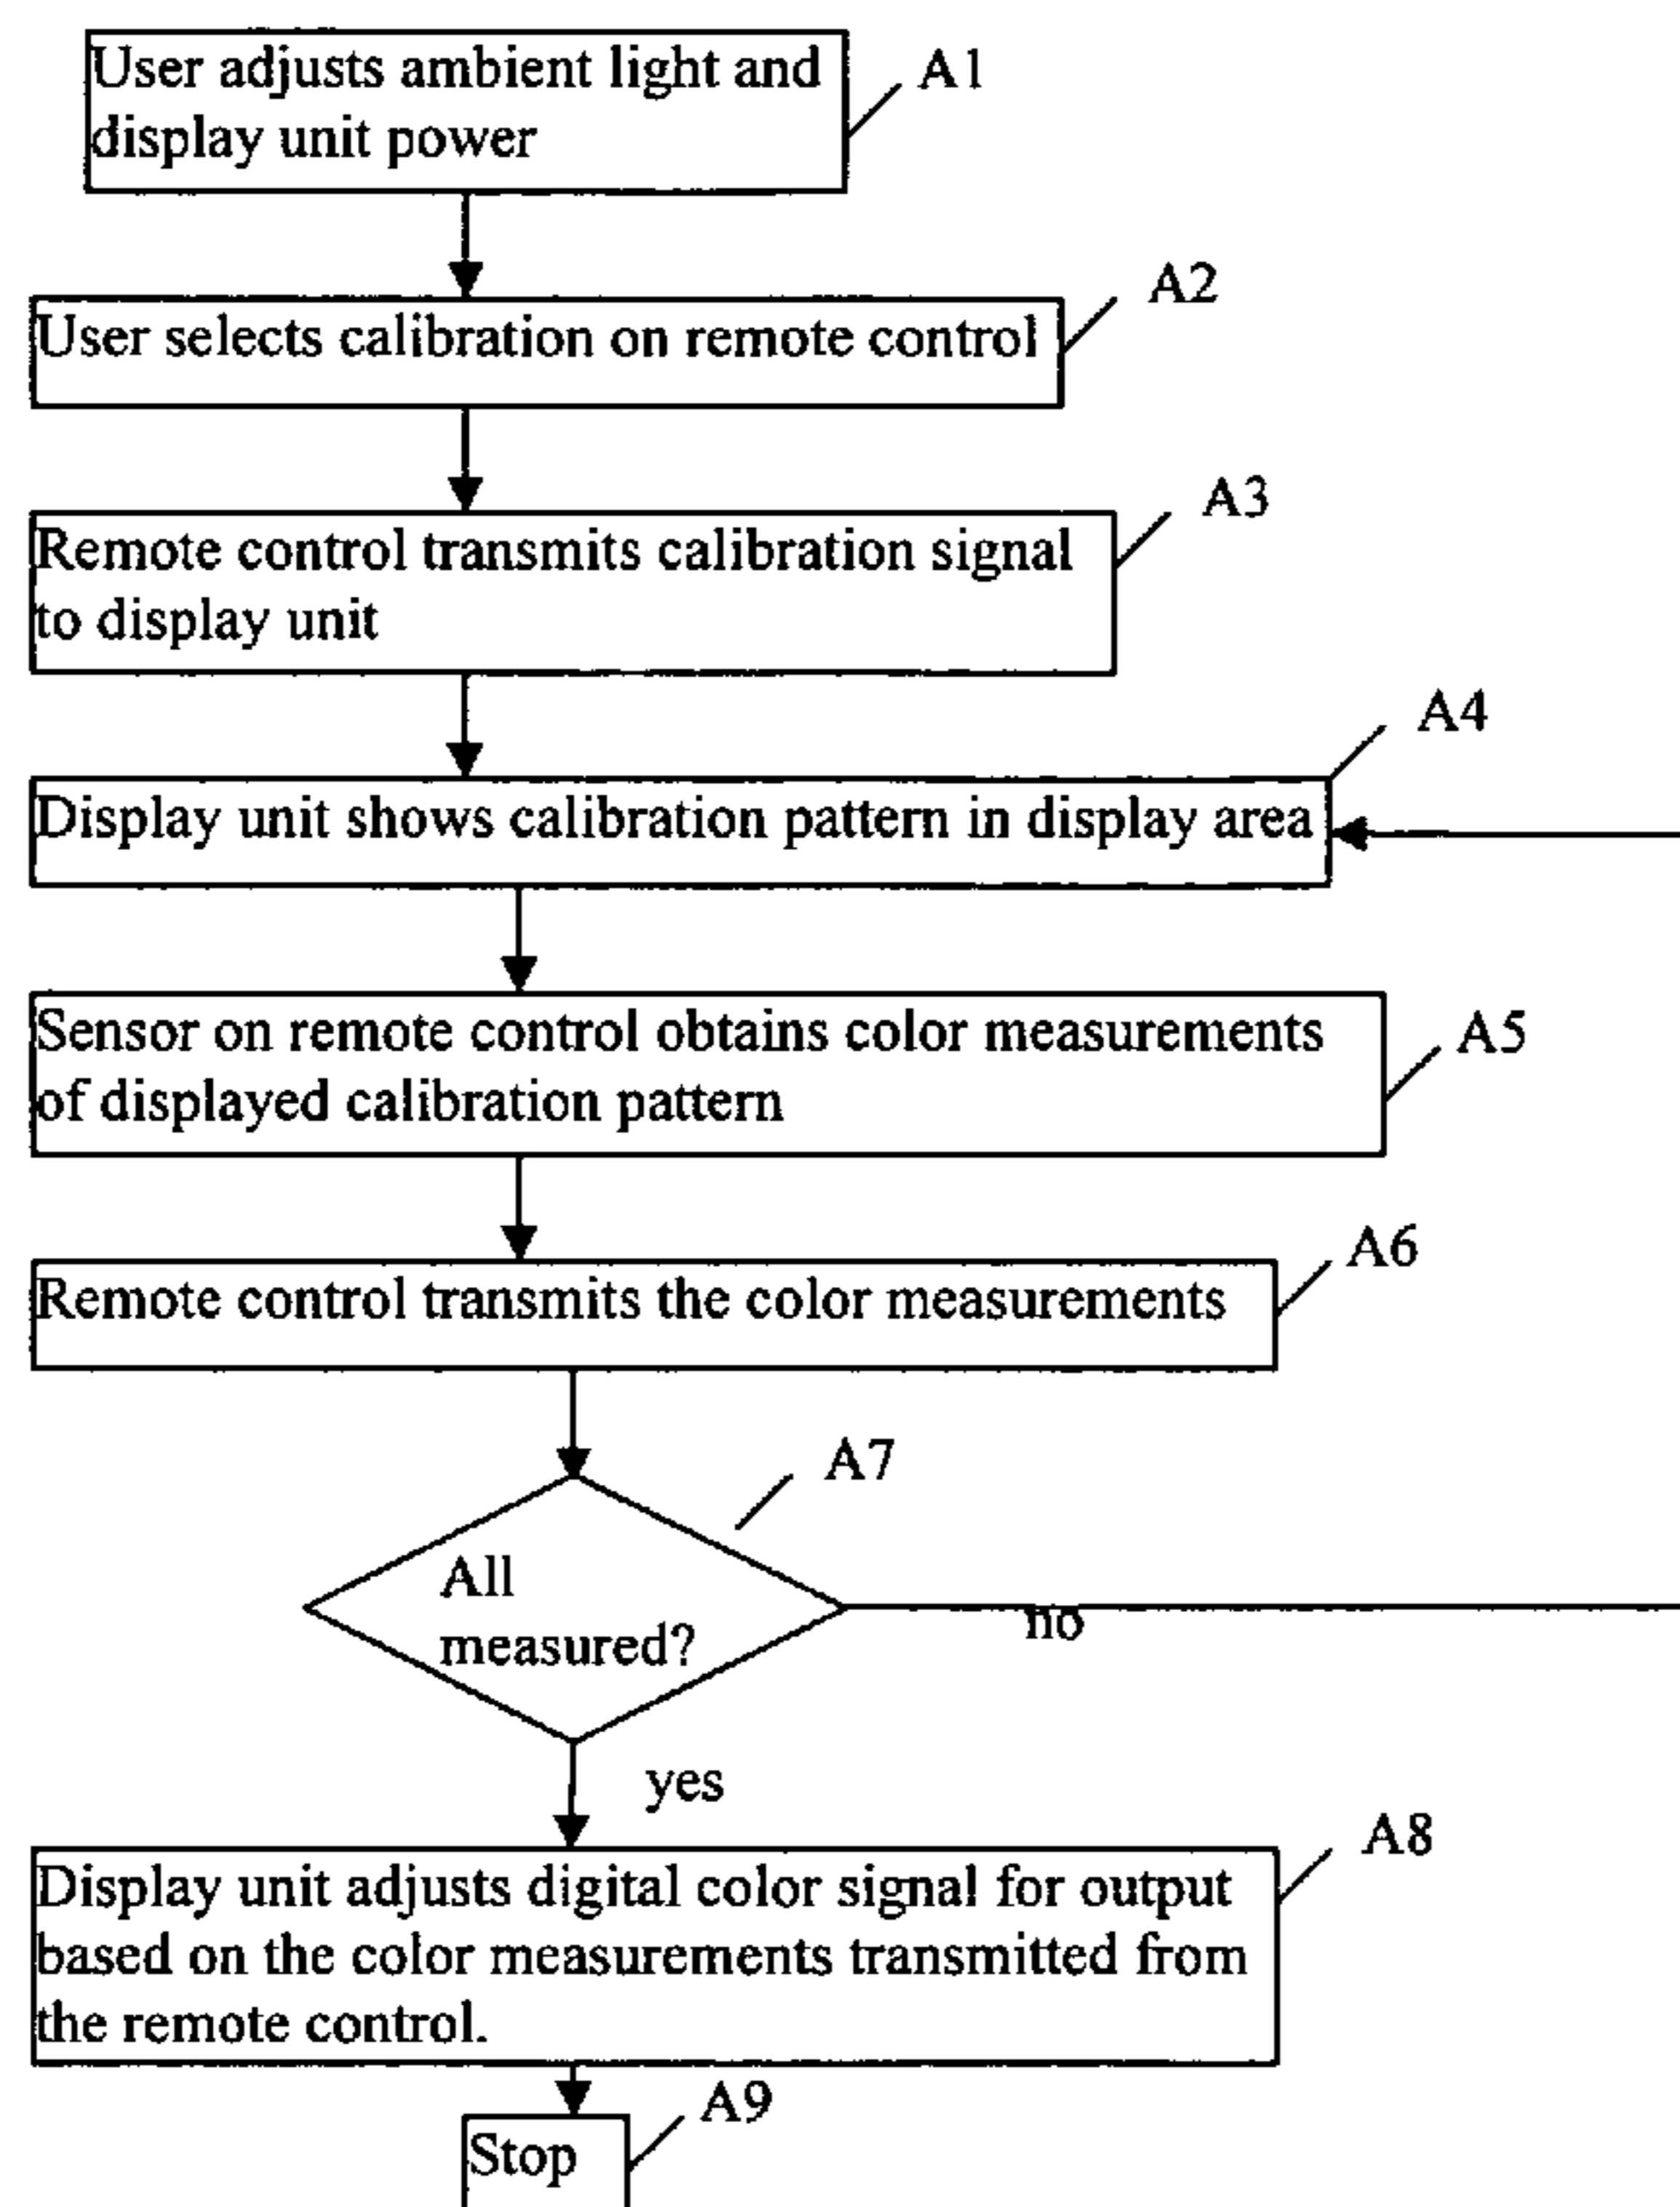 User adjusts ambient light and
display unit power
A1
User selects calibration on remote control
A2
Remote control transmits calibration signal
to display unit
A3
Display unit shows calibration pattern in display area
A4
Sensor on remote control obtains color measurements
of displayed calibration pattern
A5
Remote control transmits the color measurements
A6
All
measured?
A7
no
yes
Display unit adjusts digital color signal for output
based on the color measurements transmitted from
the remote control.
A8
Stop
A9